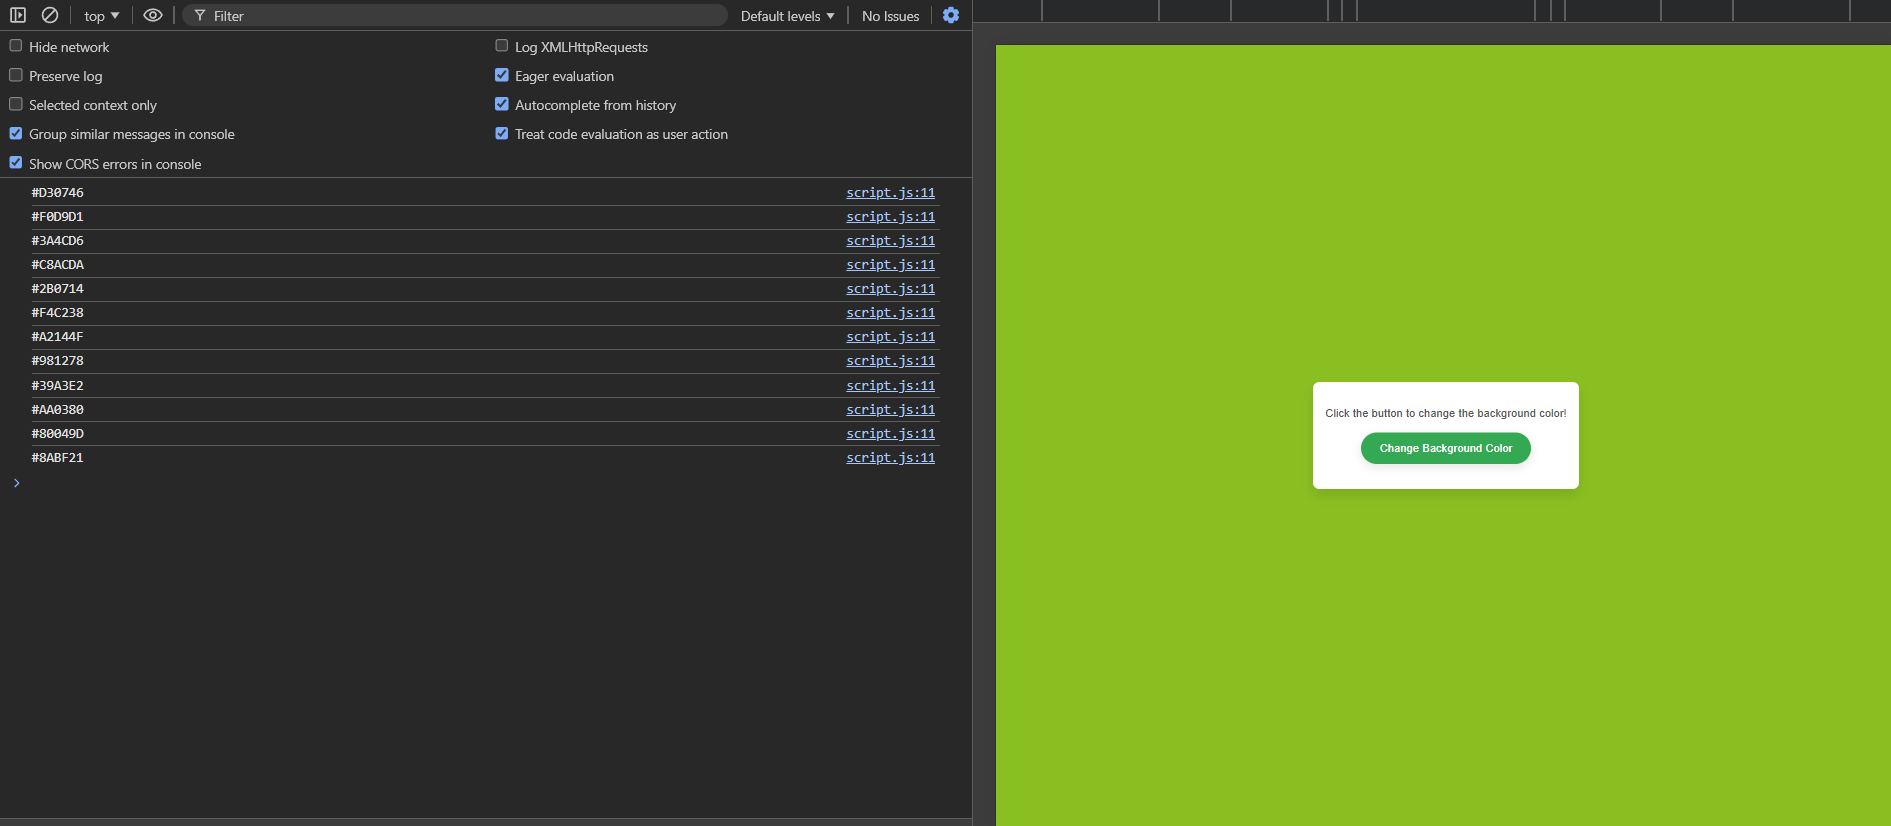 top
Filter
Default levels
No Issues
Hide network
Log XMLHttpRequests
Preserve log
Eager evaluation
Selected context only
Autocomplete from history
Group similar messages in console
Treat code evaluation as user action
Show CORS errors in console
#D30746 script.js:11
#F0D9D1 script.js:11
#3A4CD6 script.js:11
#C8ACDA script.js:11
#2B0714 script.js:11
#F4C238 script.js:11
#A2144F script.js:11
#981278 script.js:11
#39A3E2 script.js:11
#AA0380 script.js:11
#80049D script.js:11
#8ABF21 script.js:11
Click the button to change the background color!
Change Background Color